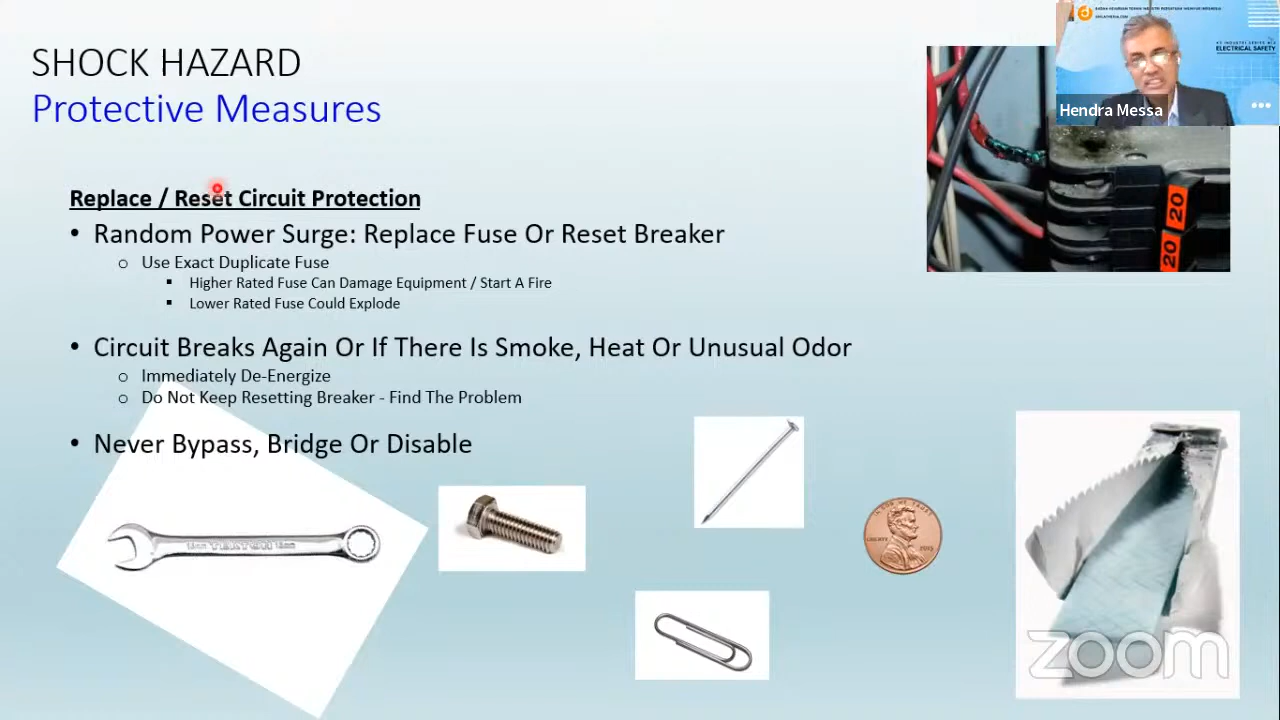 SHOCK HAZARD
Protective Measures
Replace / Reset Circuit Protection
• Random Power Surge: Replace Fuse Or Reset Breaker
o Use Exact Duplicate Fuse
▪ Higher Rated Fuse Can Damage Equipment / Start A Fire
▪ Lower Rated Fuse Could Explode
• Circuit Breaks Again Or If There Is Smoke, Heat Or Unusual Odor
o Immediately De-Energize
o Do Not Keep Resetting Breaker - Find The Problem
• Never Bypass, Bridge Or Disable
ELECTRICAL SAFETY
Hendra Messa
20
20
zoom